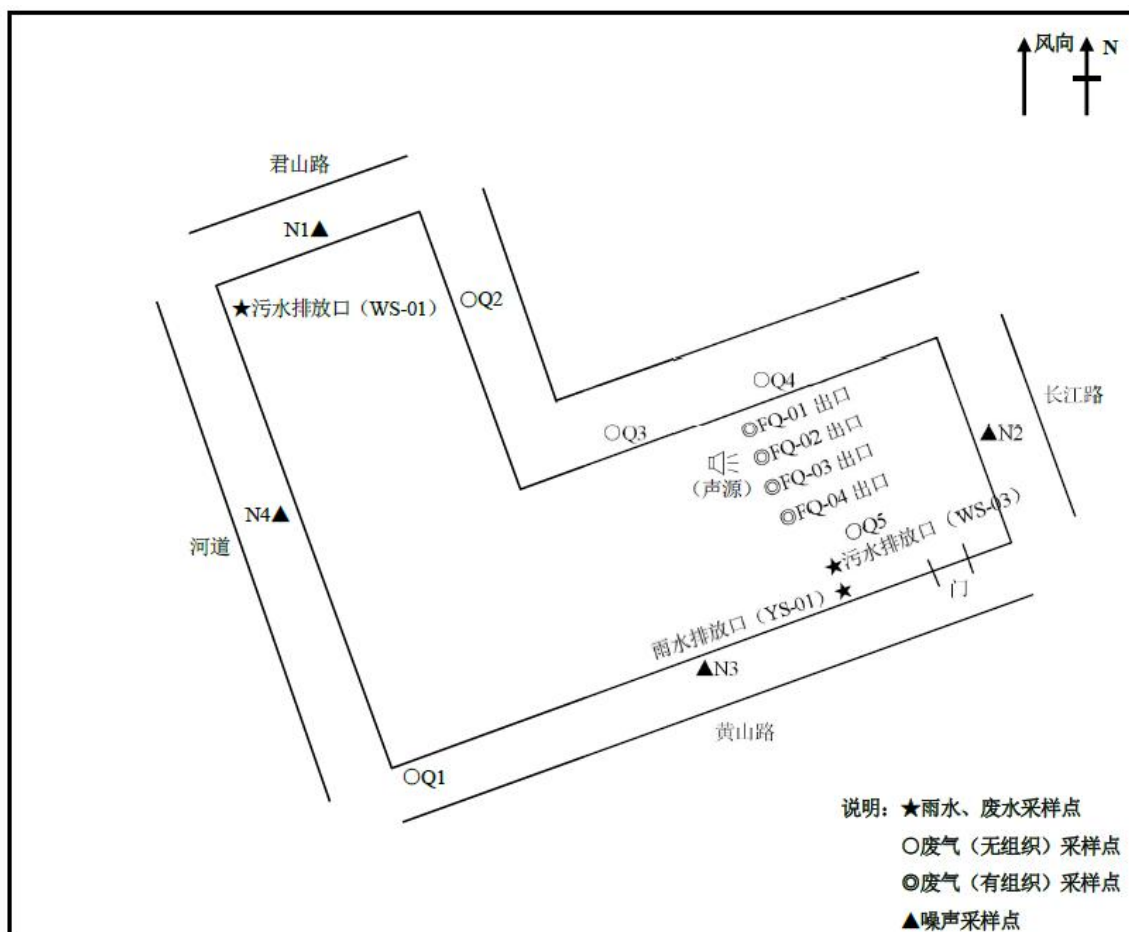 风向 N
君山路
N1▲
★污水排放口（WS-01）
○Q2
○Q4
长江路
◎FQ-01 出口
○Q3
◎FQ-02 出口
▲N2
◎FQ-03 出口
（声源）
◎FQ-04 出口
N4▲
○Q5
河道
★污水排放口（WS-03）
门
雨水排放口（YS-01）★
▲N3
黄山路
○Q1
说明：★雨水、废水采样点
○废气（无组织）采样点
◎废气（有组织）采样点
▲噪声采样点